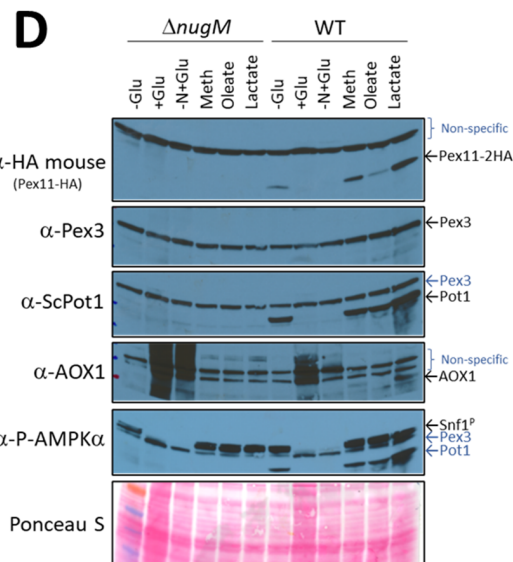 D
ΔnugM WT
-Glu +Glu -N+Glu Meth Oleate Lactate -Glu +Glu -N+Glu Meth Oleate Lactate
α-HA mouse
(Pex11-HA)
Non-specific
←Pex11-2HA
α-Pex3
←Pex3
α-ScPot1
←Pex3
←Pot1
α-AOX1
Non-specific
←AOX1
α-P-AMPKα
←Snf1ᴾ
←Pex3
←Pot1
Ponceau S